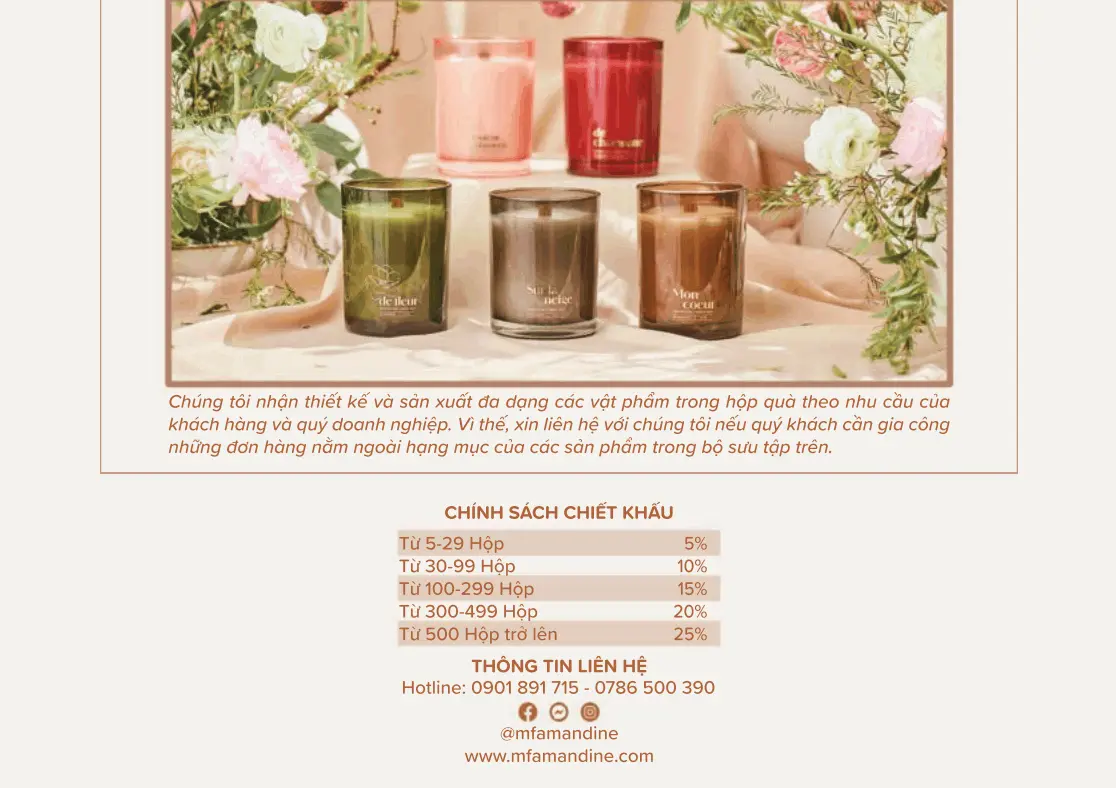 de fleur
Sur la
neige
Mon
coeur
Chúng tôi nhận thiết kế và sản xuất đa dạng các vật phẩm trong hộp quà theo nhu cầu của
khách hàng và quý doanh nghiệp. Vì thế, xin liên hệ với chúng tôi nếu quý khách cần gia công
những đơn hàng nằm ngoài hạng mục của các sản phẩm trong bộ sưu tập trên.
CHÍNH SÁCH CHIẾT KHẤU
Từ 5-29 Hộp 5%
Từ 30-99 Hộp 10%
Từ 100-299 Hộp 15%
Từ 300-499 Hộp 20%
Từ 500 Hộp trở lên 25%
THÔNG TIN LIÊN HỆ
Hotline: 0901 891 715 - 0786 500 390
@mfamandine
www.mfamandine.com